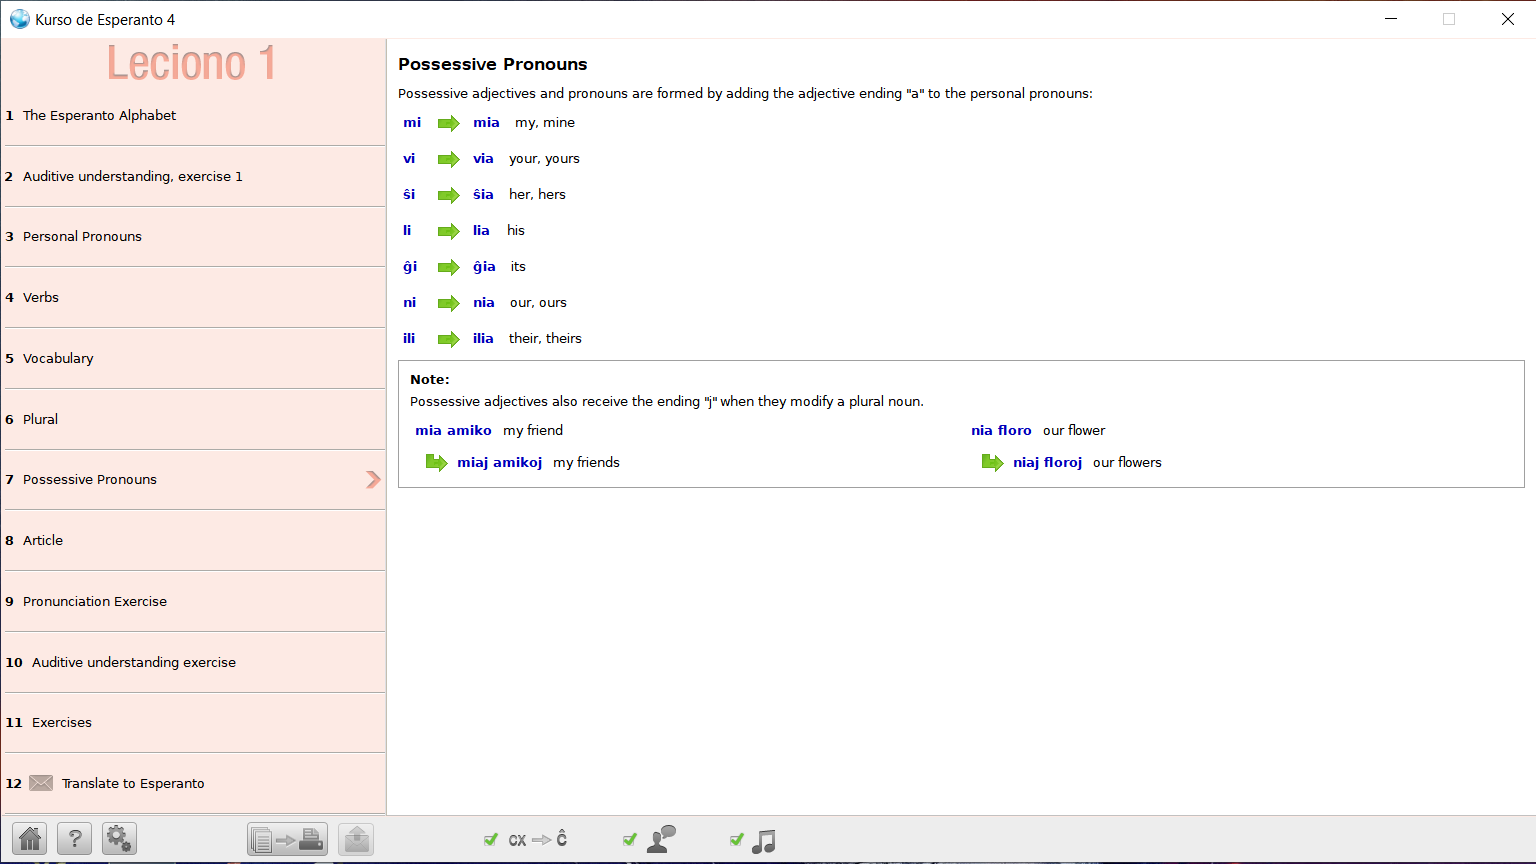 Kurso de Esperanto 4
Leciono 1
1 The Esperanto Alphabet
2 Auditive understanding, exercise 1
3 Personal Pronouns
4 Verbs
5 Vocabulary
6 Plural
7 Possessive Pronouns
8 Article
9 Pronunciation Exercise
10 Auditive understanding exercise
11 Exercises
12 Translate to Esperanto
Possessive Pronouns
Possessive adjectives and pronouns are formed by adding the adjective ending "a" to the personal pronouns:
mi mia my, mine
vi via your, yours
ŝi ŝia her, hers
li lia his
ĝi ĝia its
ni nia our, ours
ili ilia their, theirs
Note:
Possessive adjectives also receive the ending "j" when they modify a plural noun.
mia amiko my friend nia floro our flower
miaj amikoj my friends niaj floroj our flowers
? cx Ĉ